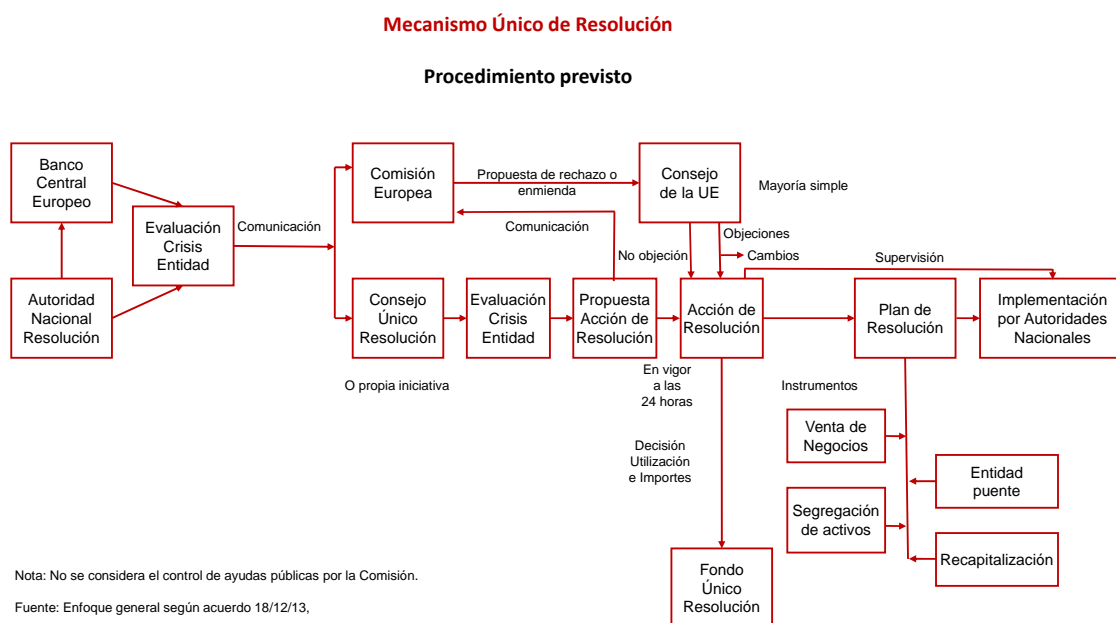 Mecanismo Único de Resolución
Procedimiento previsto
Banco
Central
Europeo
Comisión
Europea
Propuesta de rechazo o
enmienda
Consejo
de la UE
Mayoría simple
Evaluación
Crisis
Entidad
Comunicación
Comunicación
Objeciones
No objeción
Cambios
Supervisión
Autoridad
Nacional
Resolución
Consejo
Único
Resolución
Evaluación
Crisis
Entidad
Propuesta
Acción de
Resolución
Acción de
Resolución
Plan de
Resolución
Implementación
por Autoridades
Nacionales
O propia iniciativa
En vigor
a las
24 horas
Instrumentos
Venta de
Negocios
Decisión
Utilización
e Importes
Entidad
puente
Segregación
de activos
Recapitalización
Fondo
Único
Resolución
Nota: No se considera el control de ayudas públicas por la Comisión.
Fuente: Enfoque general según acuerdo 18/12/13,